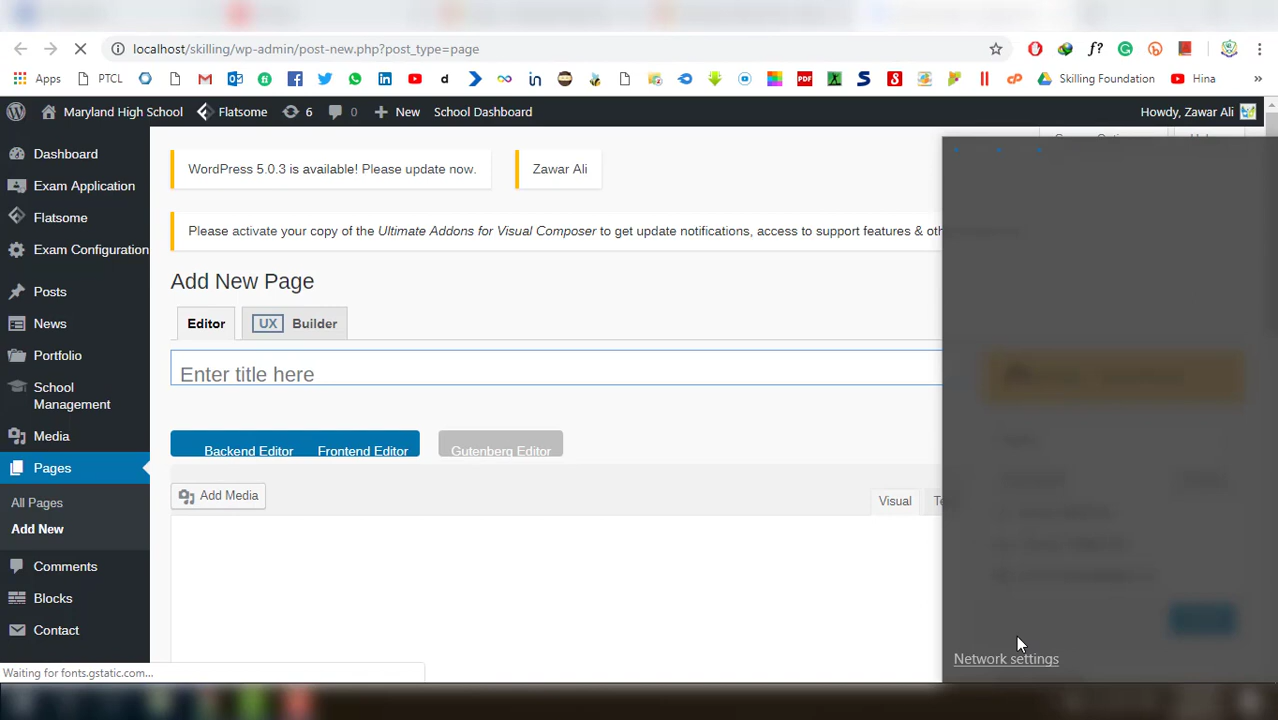 localhost/skilling/wp-admin/post-new.php?post_type=page
Apps PTCL d in PDF S cP Skilling Foundation Hina »
Maryland High School Flatsome 6 0 New School Dashboard Howdy, Zawar Ali
Dashboard
Exam Application
Flatsome
Exam Configuration
Posts
News
Portfolio
School
Management
Media
Pages
All Pages
Add New
Comments
Blocks
Contact
WordPress 5.0.3 is available! Please update now.
Zawar Ali
Please activate your copy of the Ultimate Addons for Visual Composer to get update notifications, access to support features &
Add New Page
Editor
UX Builder
Enter title here
Backend Editor Frontend Editor Gutenberg Editor
Add Media
Visual
Network settings
Waiting for fonts.gstatic.com...